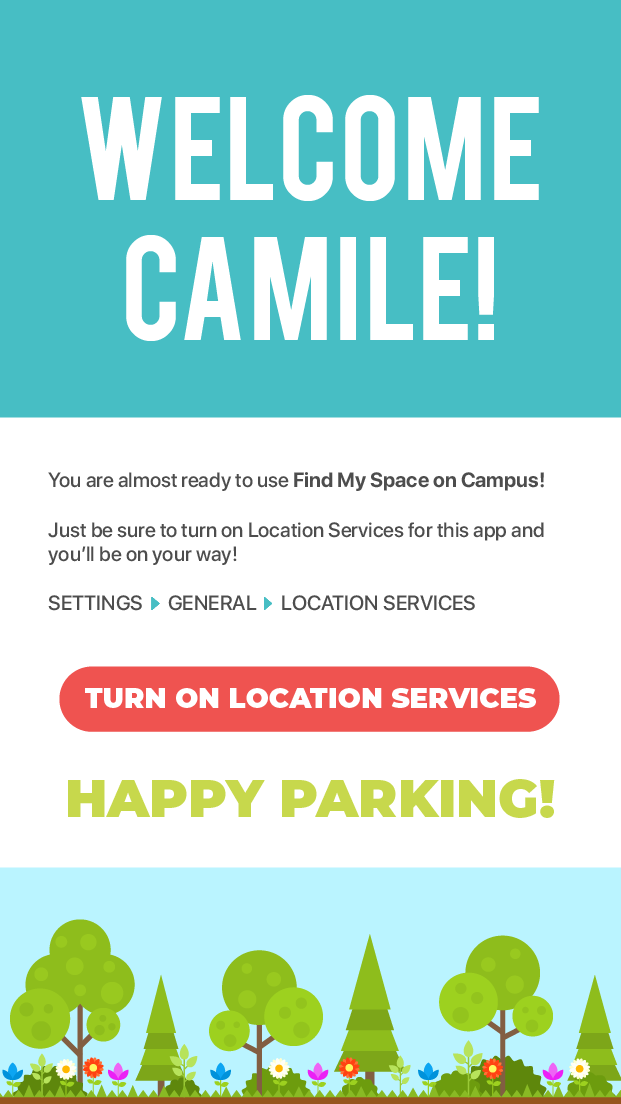 WELCOME
CAMILE!
You are almost ready to use Find My Space on Campus!
Just be sure to turn on Location Services for this app and
you’ll be on your way!
SETTINGS GENERAL LOCATION SERVICES
TURN ON LOCATION SERVICES
HAPPY PARKING!